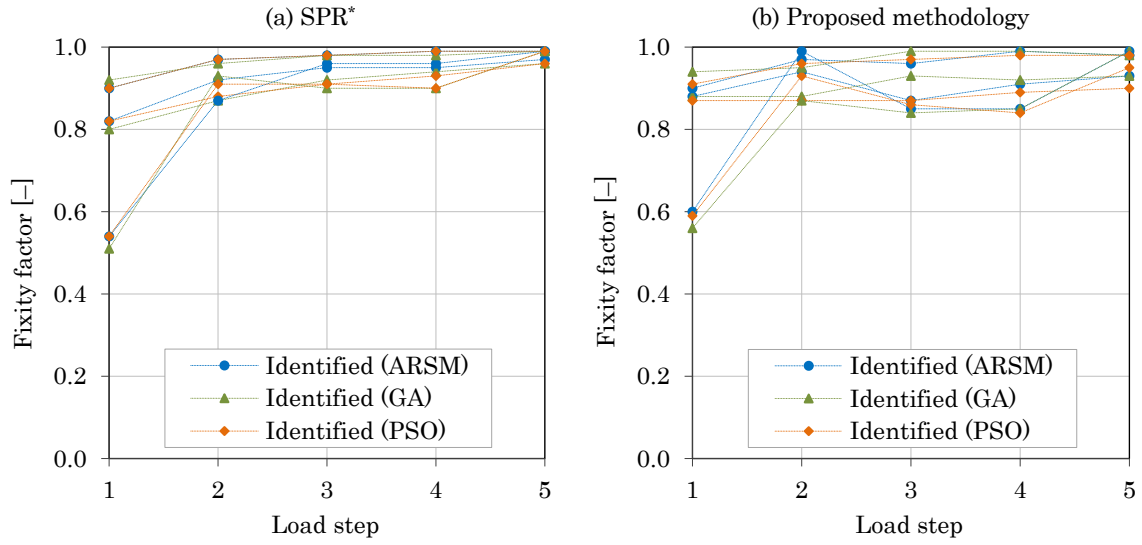 (a) SPR*
1.0
0.8
0.6
0.4
0.2
0.0
Fixity factor [–]
Identified (ARSM)
Identified (GA)
Identified (PSO)
1 2 3 4 5
Load step
(b) Proposed methodology
1.0
0.8
0.6
0.4
0.2
0.0
Fixity factor [–]
Identified (ARSM)
Identified (GA)
Identified (PSO)
1 2 3 4 5
Load step